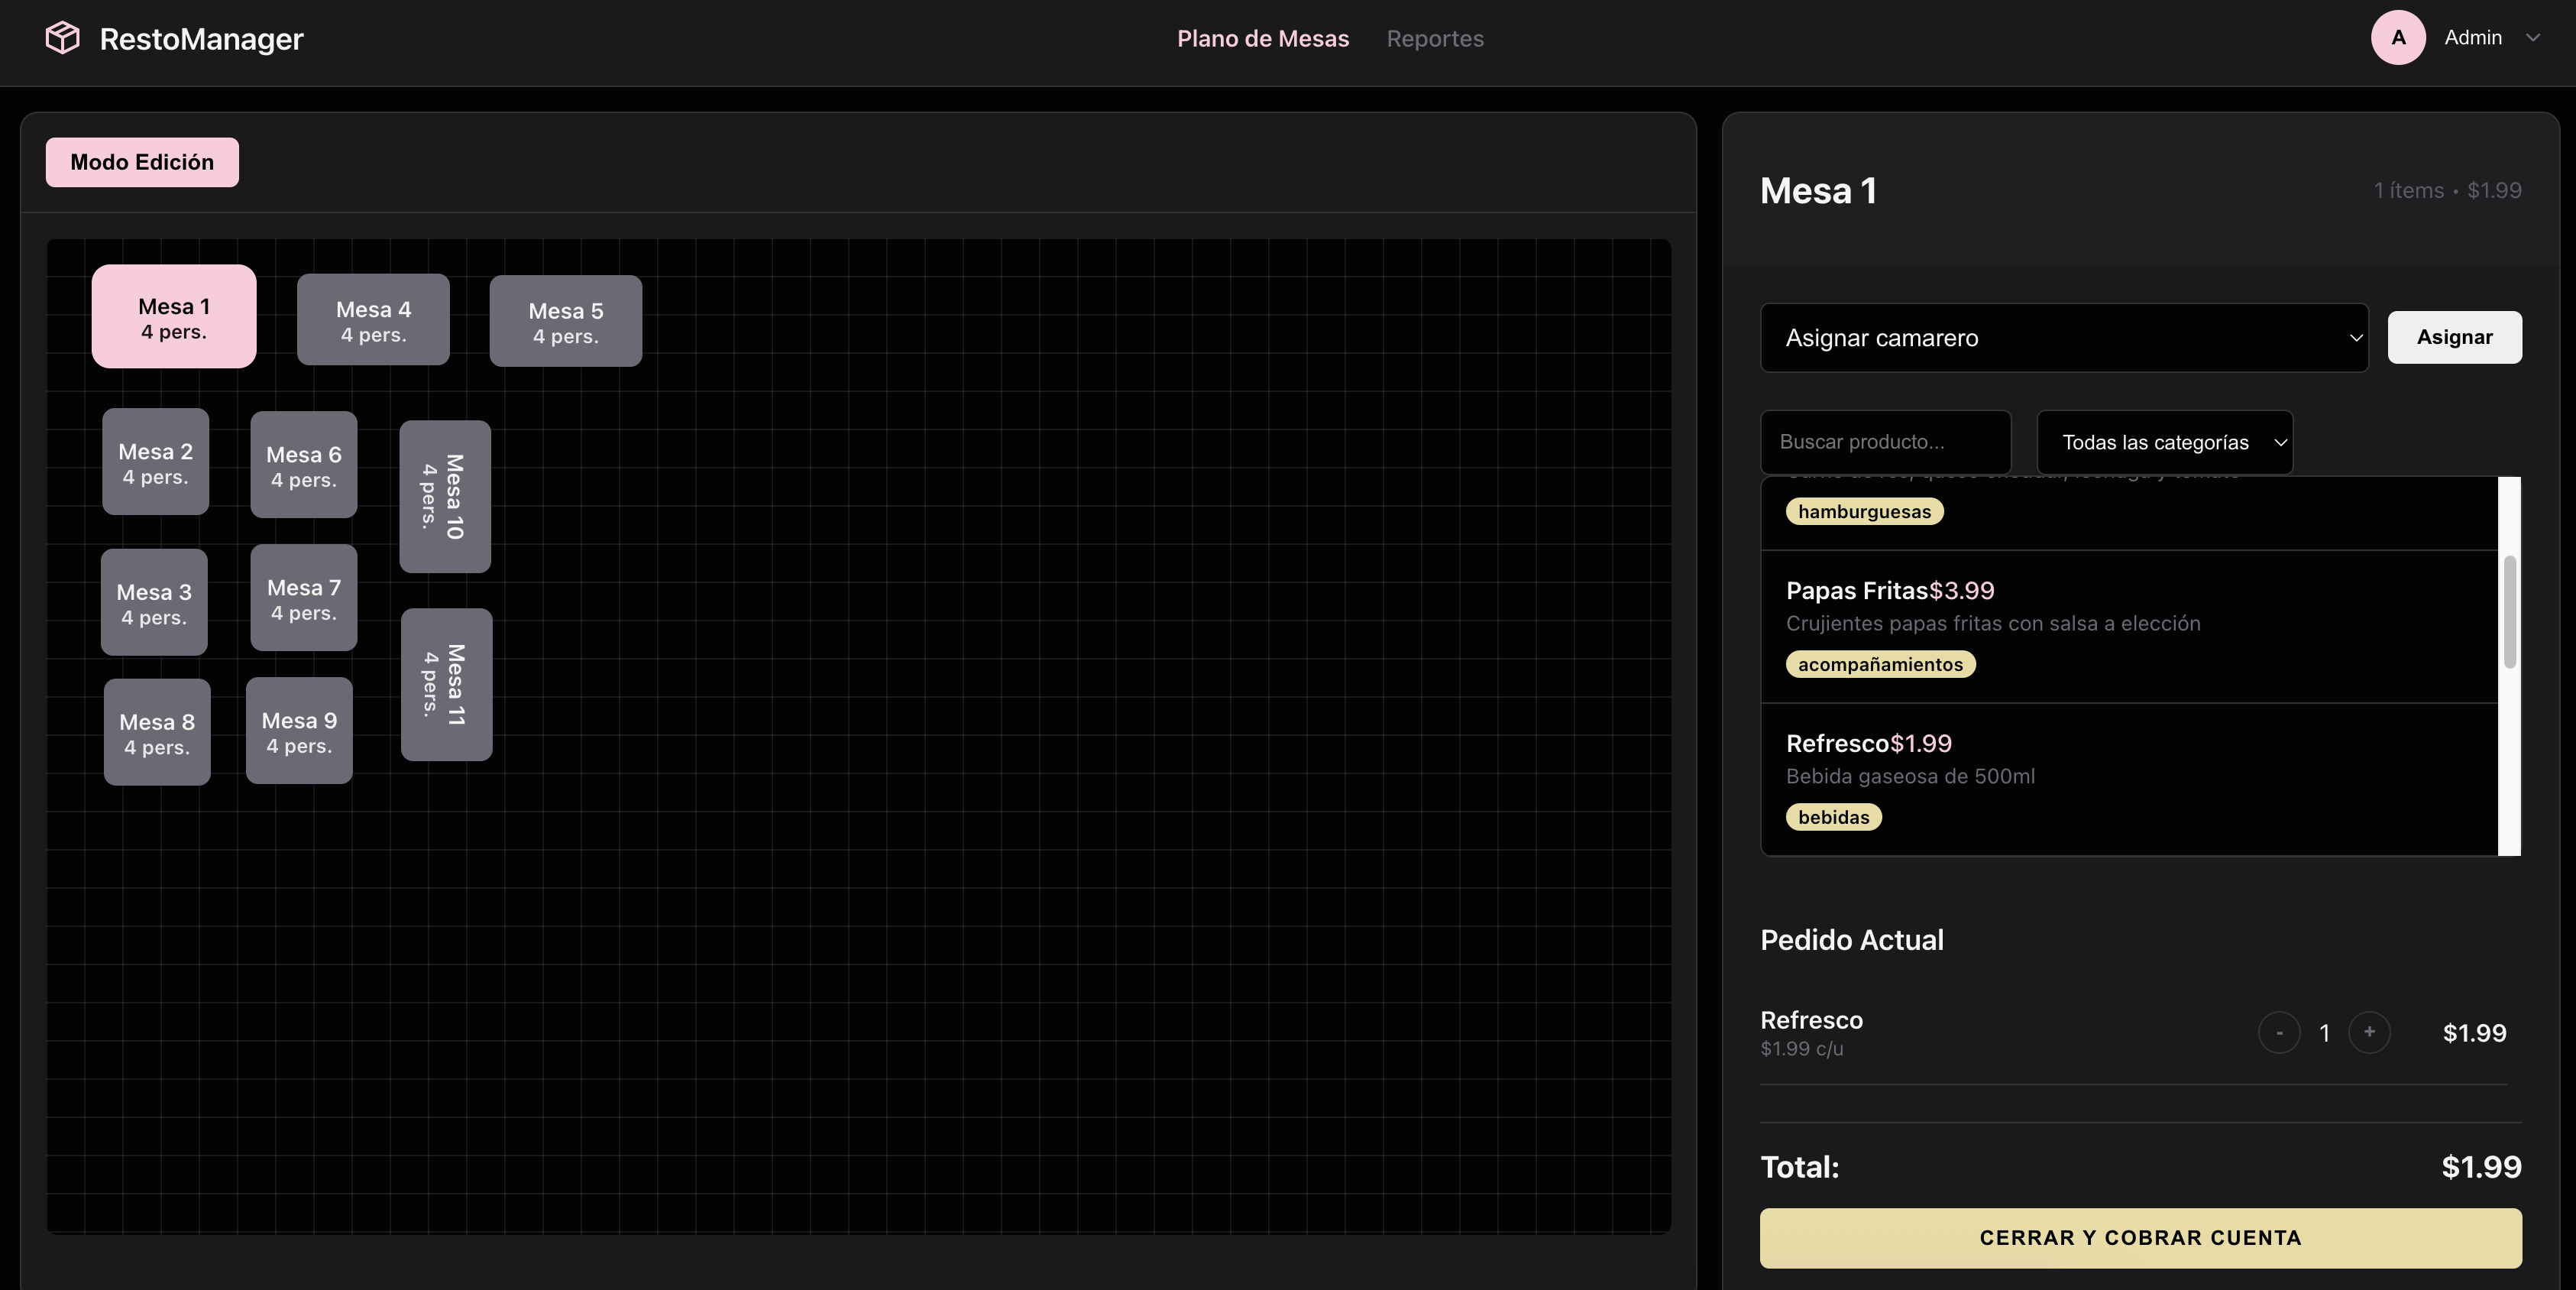 RestoManager
Plano de Mesas
Reportes
A
Admin
Modo Edición
Mesa 1
4 pers.
Mesa 4
4 pers.
Mesa 5
4 pers.
Mesa 2
4 pers.
Mesa 6
4 pers.
Mesa 10
4 pers.
Mesa 3
4 pers.
Mesa 7
4 pers.
Mesa 11
4 pers.
Mesa 8
4 pers.
Mesa 9
4 pers.
Mesa 1
1 ítems • $1.99
Asignar camarero
Asignar
Buscar producto...
Todas las categorías
hamburguesas
Papas Fritas$3.99
Crujientes papas fritas con salsa a elección
acompañamientos
Refresco$1.99
Bebida gaseosa de 500ml
bebidas
Pedido Actual
Refresco
$1.99 c/u
- 1 +
$1.99
Total:
$1.99
CERRAR Y COBRAR CUENTA